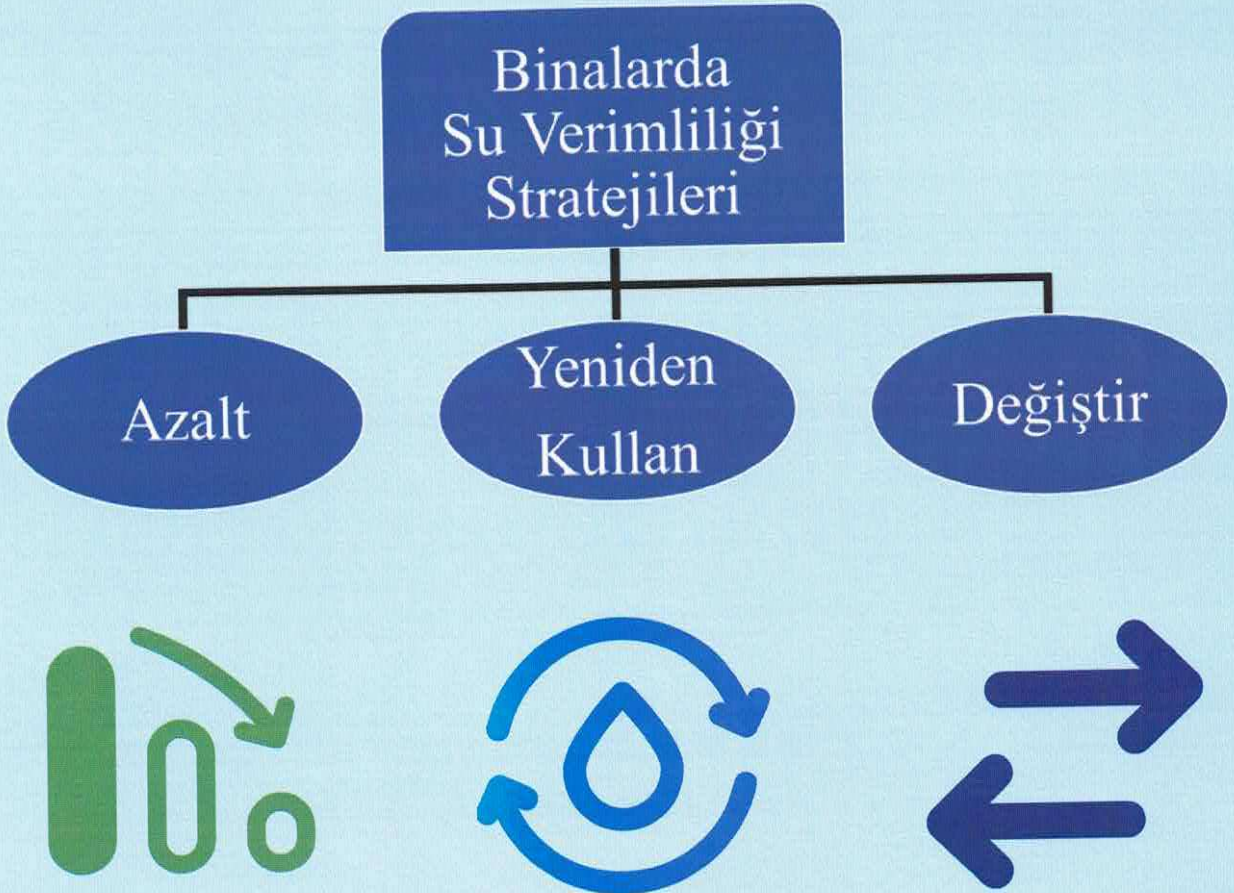 Binalarda
Su Verimliliği
Stratejileri
Azalt
Yeniden
Kullan
Değiştir